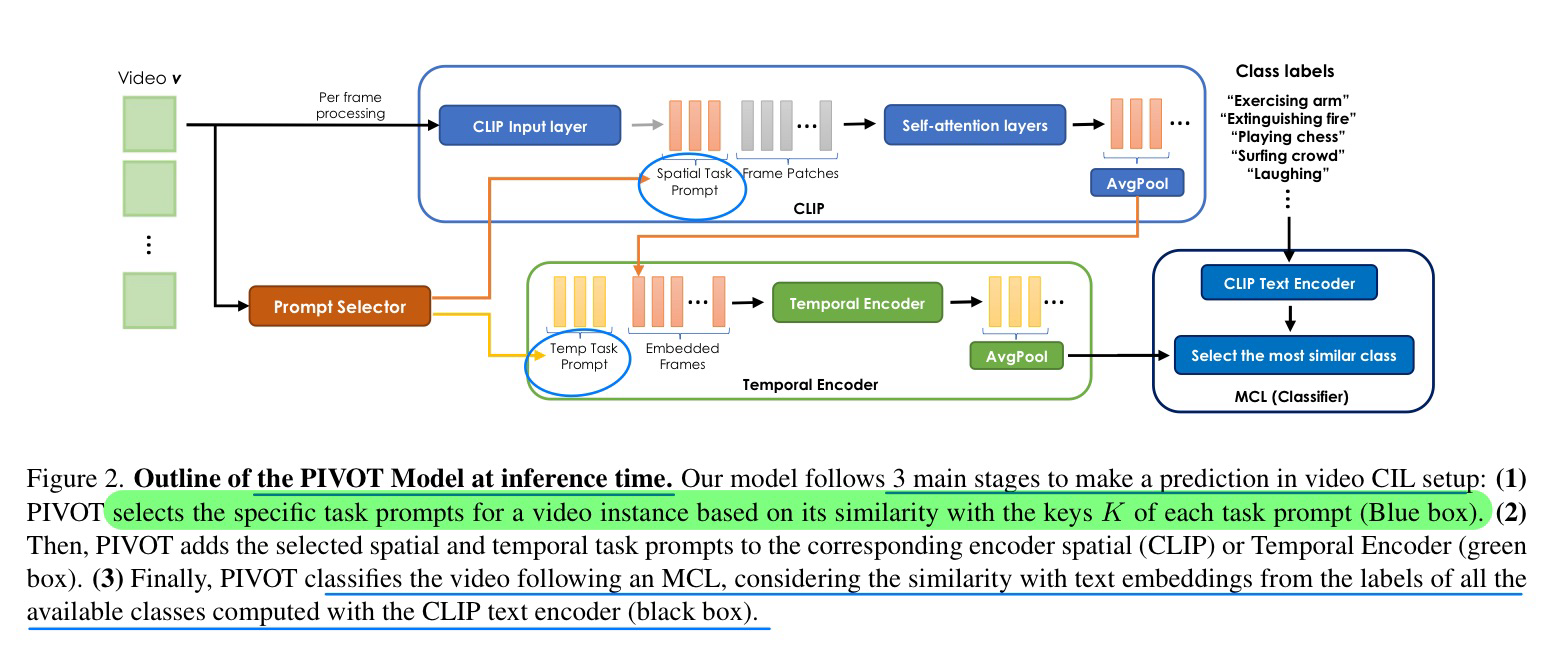 Video v
Per frame
processing
CLIP Input layer
Spatial Task
Prompt
Frame Patches
Self-attention layers
AvgPool
CLIP
Class labels
“Exercising arm”
“Extinguishing fire”
“Playing chess”
“Surfing crowd”
“Laughing”
Prompt Selector
Temp Task
Prompt
Embedded
Frames
Temporal Encoder
AvgPool
Temporal Encoder
CLIP Text Encoder
Select the most similar class
MCL (Classifier)
Figure 2. Outline of the PIVOT Model at inference time. Our model follows 3 main stages to make a prediction in video CIL setup: (1)
PIVOT selects the specific task prompts for a video instance based on its similarity with the keys K of each task prompt (Blue box). (2)
Then, PIVOT adds the selected spatial and temporal task prompts to the corresponding encoder spatial (CLIP) or Temporal Encoder (green
box). (3) Finally, PIVOT classifies the video following an MCL, considering the similarity with text embeddings from the labels of all the
available classes computed with the CLIP text encoder (black box).